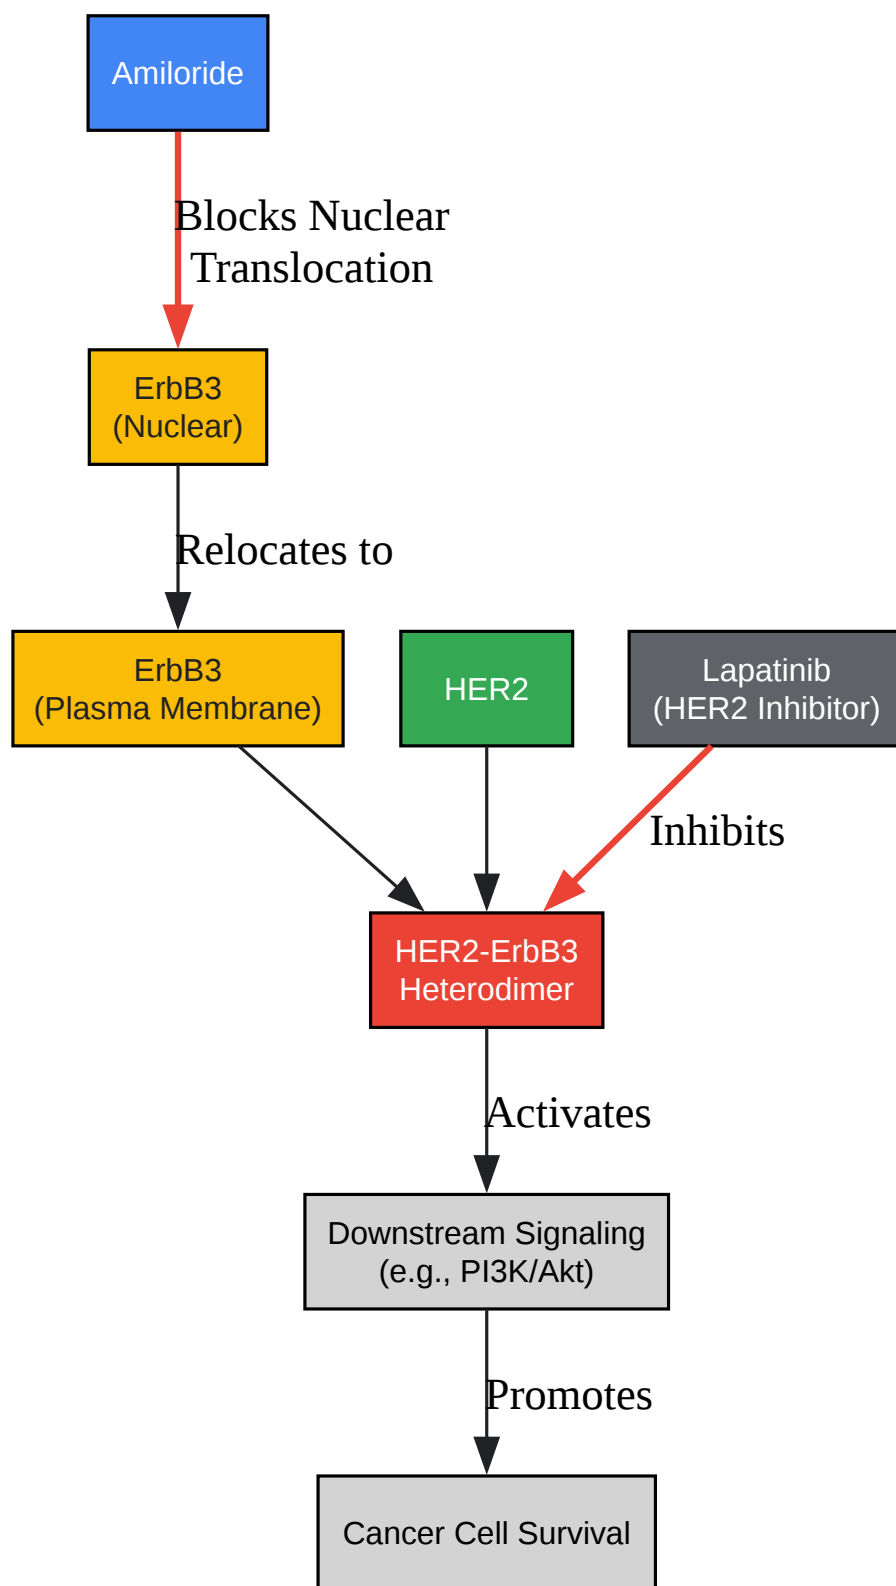 Amiloride
Blocks Nuclear
Translocation
ErbB3
(Nuclear)
Relocates to
ErbB3
(Plasma Membrane)
HER2
Lapatinib
(HER2 Inhibitor)
Inhibits
HER2-ErbB3
Heterodimer
Activates
Downstream Signaling
(e.g., PI3K/Akt)
Promotes
Cancer Cell Survival